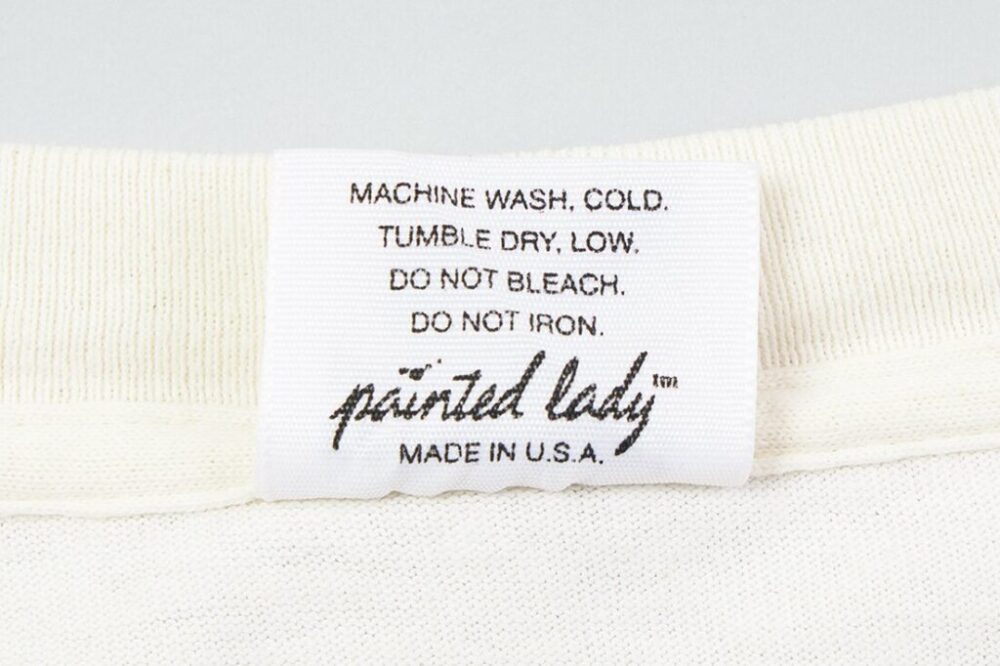 MACHINE WASH, COLD.
TUMBLE DRY, LOW.
DO NOT BLEACH.
DO NOT IRON.
painted lady™
MADE IN U.S.A.